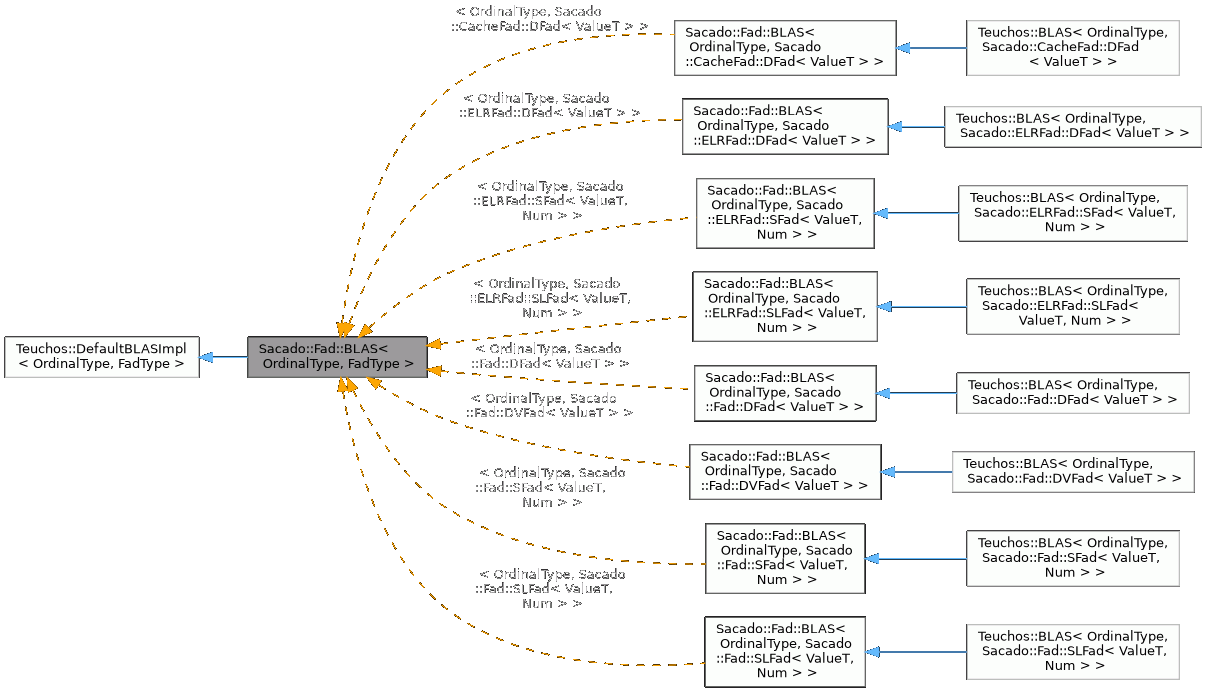 < OrdinalType, Sacado
::CacheFad::DFad< ValueT > >
Sacado::Fad::BLAS<
OrdinalType, Sacado
::CacheFad::DFad< ValueT > >
Teuchos::BLAS< OrdinalType,
Sacado::CacheFad::DFad
< ValueT > >
< OrdinalType, Sacado
::ELRFad::DFad< ValueT > >
Sacado::Fad::BLAS<
OrdinalType, Sacado
::ELRFad::DFad< ValueT > >
Teuchos::BLAS< OrdinalType,
Sacado::ELRFad::DFad< ValueT > >
< OrdinalType, Sacado
::ELRFad::SFad< ValueT,
Num > >
Sacado::Fad::BLAS<
OrdinalType, Sacado
::ELRFad::SFad< ValueT,
Num > >
Teuchos::BLAS< OrdinalType,
Sacado::ELRFad::SFad< ValueT,
Num > >
< OrdinalType, Sacado
::ELRFad::SLFad< ValueT,
Num > >
Sacado::Fad::BLAS<
OrdinalType, Sacado
::ELRFad::SLFad< ValueT,
Num > >
Teuchos::BLAS< OrdinalType,
Sacado::ELRFad::SLFad<
ValueT, Num > >
Teuchos::DefaultBLASImpl
< OrdinalType, FadType >
Sacado::Fad::BLAS<
OrdinalType, FadType >
< OrdinalType, Sacado
::Fad::DFad< ValueT > >
Sacado::Fad::BLAS<
OrdinalType, Sacado
::Fad::DFad< ValueT > >
Teuchos::BLAS< OrdinalType,
Sacado::Fad::DFad< ValueT > >
< OrdinalType, Sacado
::Fad::DVFad< ValueT > >
Sacado::Fad::BLAS<
OrdinalType, Sacado
::Fad::DVFad< ValueT > >
Teuchos::BLAS< OrdinalType,
Sacado::Fad::DVFad< ValueT > >
< OrdinalType, Sacado
::Fad::SFad< ValueT,
Num > >
Sacado::Fad::BLAS<
OrdinalType, Sacado
::Fad::SFad< ValueT,
Num > >
Teuchos::BLAS< OrdinalType,
Sacado::Fad::SFad< ValueT,
Num > >
< OrdinalType, Sacado
::Fad::SLFad< ValueT,
Num > >
Sacado::Fad::BLAS<
OrdinalType, Sacado
::Fad::SLFad< ValueT,
Num > >
Teuchos::BLAS< OrdinalType,
Sacado::Fad::SLFad< ValueT,
Num > >